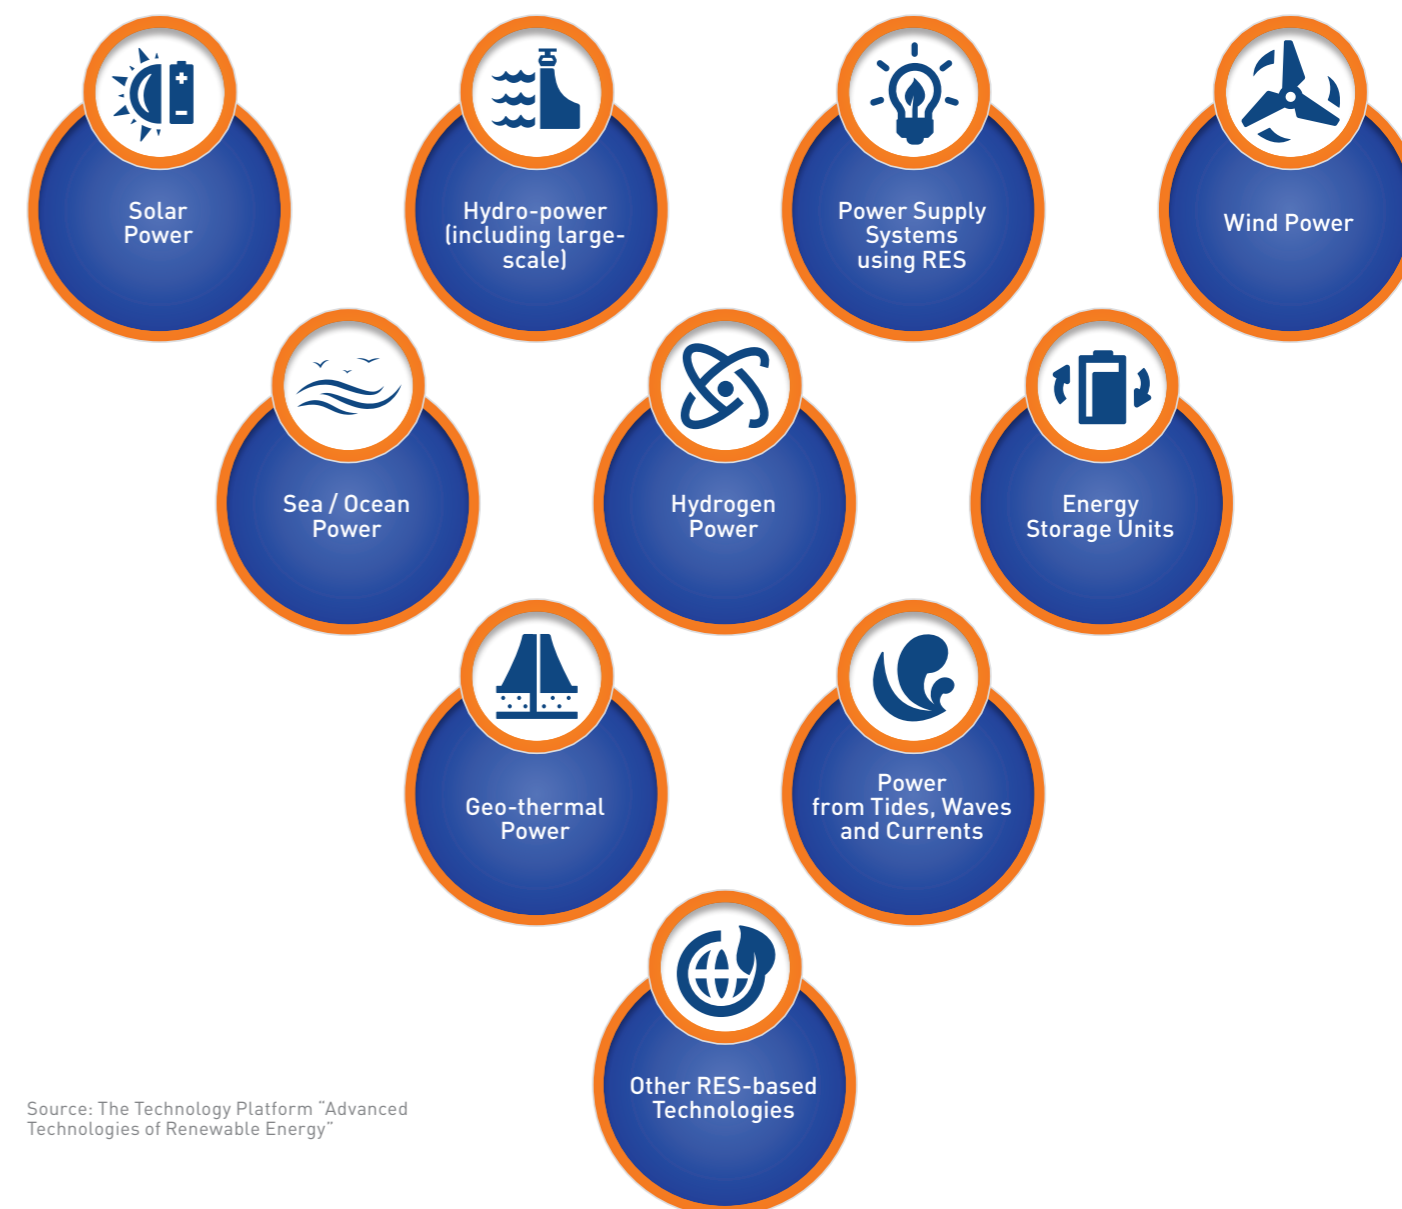 Solar
Power
Hydro-power
(including large-
scale)
Power Supply
Systems
using RES
Wind Power
Sea / Ocean
Power
Hydrogen
Power
Energy
Storage Units
Geo-thermal
Power
Power
from Tides, Waves
and Currents
Other RES-based
Technologies
Source: The Technology Platform “Advanced
Technologies of Renewable Energy”